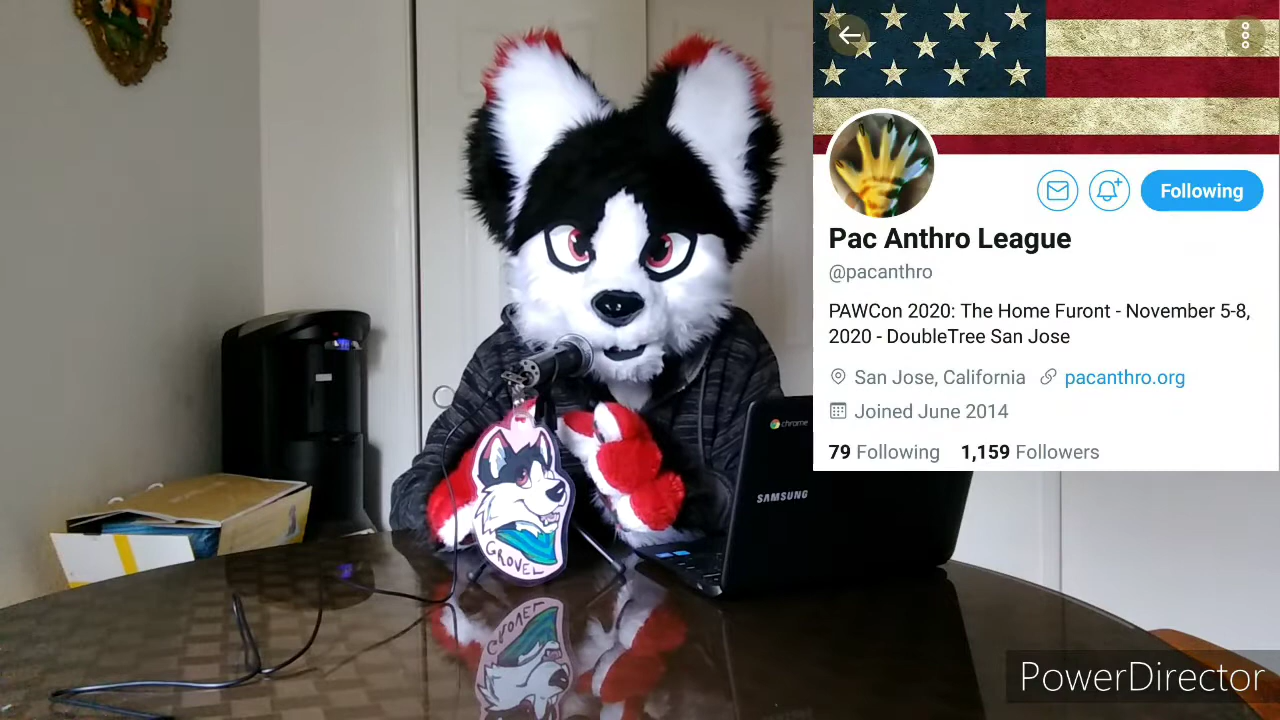 Following
Pac Anthro League
@pacanthro
PAWCon 2020: The Home Furont - November 5-8,
2020 - DoubleTree San Jose
San Jose, California pacanthro.org
Joined June 2014
79 Following 1,159 Followers
chrome
SAMSUNG
GROVEL
PowerDirector